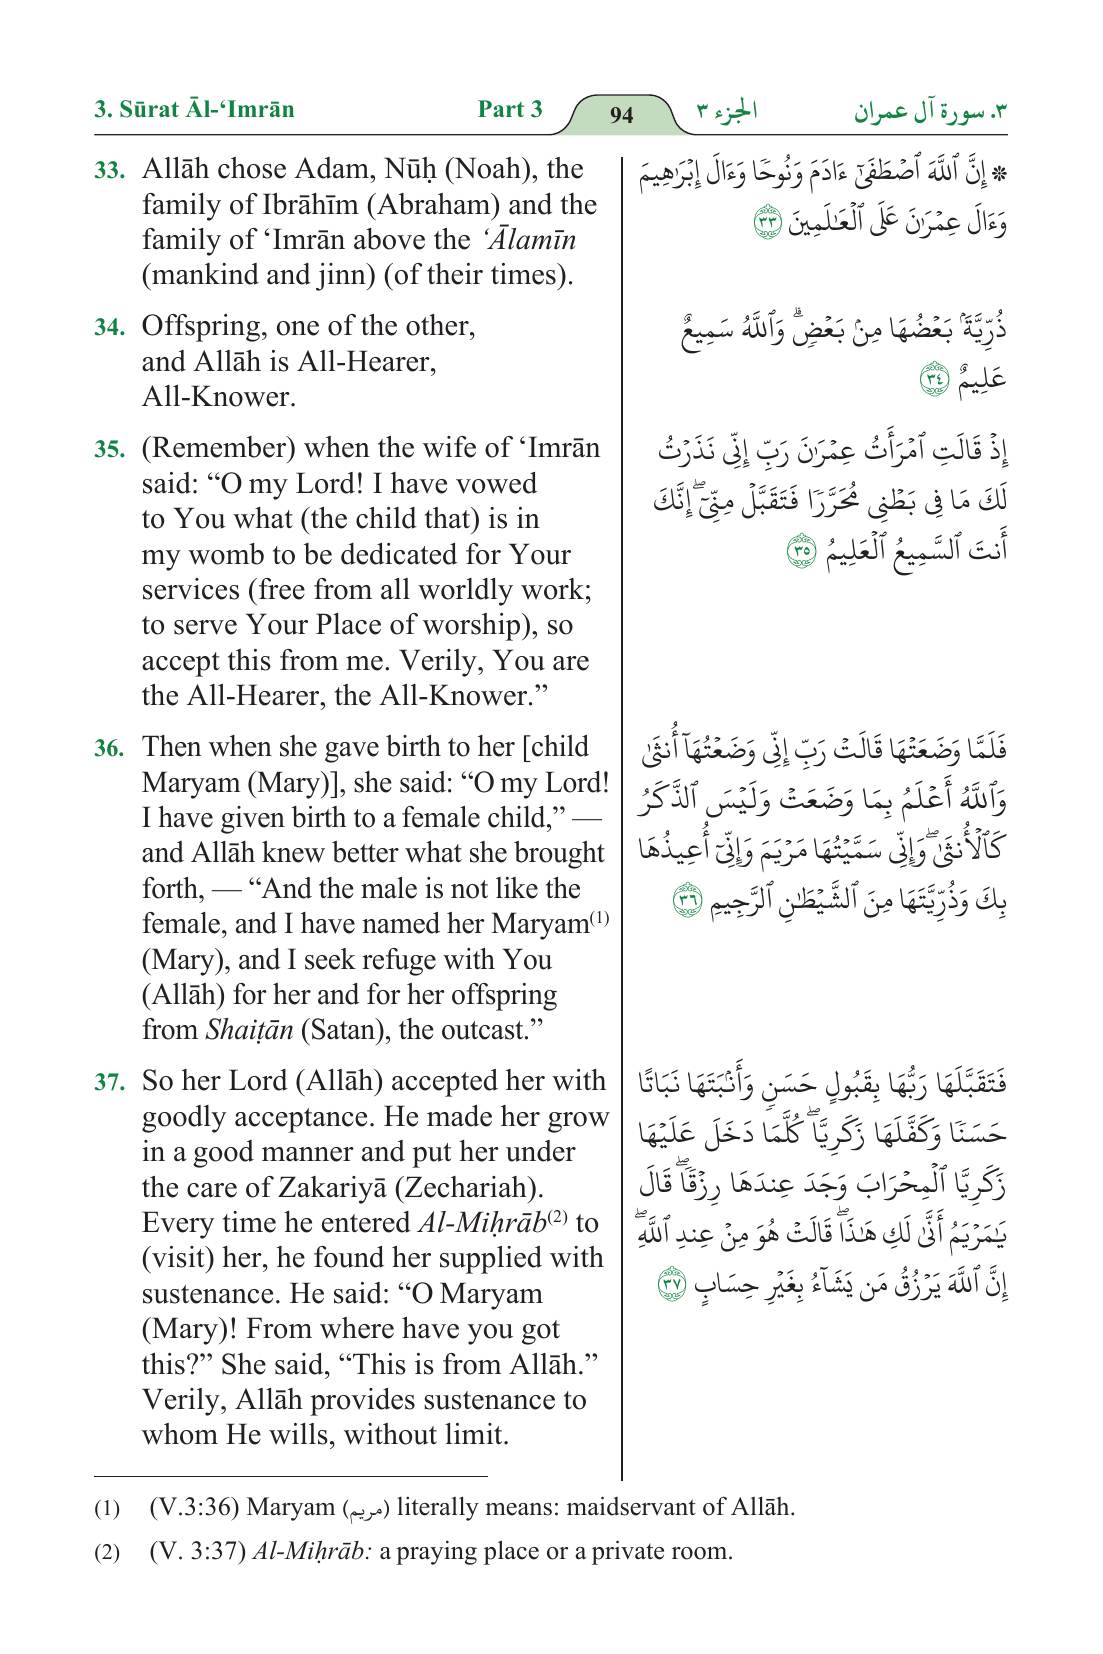 3. Sūrat Āl-‘Imrān Part 3 94 الجزء ٣ ٣. سورة آل عمران
33. Allāh chose Adam, Nūḥ (Noah), the
family of Ibrāhīm (Abraham) and the
family of ‘Imrān above the ‘Ālamīn
(mankind and jinn) (of their times).
34. Offspring, one of the other,
and Allāh is All-Hearer,
All-Knower.
35. (Remember) when the wife of ‘Imrān
said: “O my Lord! I have vowed
to You what (the child that) is in
my womb to be dedicated for Your
services (free from all worldly work;
to serve Your Place of worship), so
accept this from me. Verily, You are
the All-Hearer, the All-Knower.”
36. Then when she gave birth to her [child
Maryam (Mary)], she said: “O my Lord!
I have given birth to a female child,” —
and Allāh knew better what she brought
forth, — “And the male is not like the
female, and I have named her Maryam(1)
(Mary), and I seek refuge with You
(Allāh) for her and for her offspring
from Shaiṭān (Satan), the outcast.”
37. So her Lord (Allāh) accepted her with
goodly acceptance. He made her grow
in a good manner and put her under
the care of Zakariyā (Zechariah).
Every time he entered Al-Miḥrāb(2) to
(visit) her, he found her supplied with
sustenance. He said: “O Maryam
(Mary)! From where have you got
this?” She said, “This is from Allāh.”
Verily, Allāh provides sustenance to
whom He wills, without limit.
۞ إِنَّ ٱللَّهَ ٱصۡطَفَىٰٓ ءَادَمَ وَنُوحٗا وَءَالَ إِبۡرَٰهِيمَ
وَءَالَ عِمۡرَٰنَ عَلَى ٱلۡعَٰلَمِينَ ٣٣
ذُرِّيَّةَۢ بَعۡضُهَا مِنۢ بَعۡضٖۗ وَٱللَّهُ سَمِيعٌ
عَلِيمٌ ٣٤
إِذۡ قَالَتِ ٱمۡرَأَتُ عِمۡرَٰنَ رَبِّ إِنِّي نَذَرۡتُ
لَكَ مَا فِي بَطۡنِي مُحَرَّرٗا فَتَقَبَّلۡ مِنِّيٓۖ إِنَّكَ
أَنتَ ٱلسَّمِيعُ ٱلۡعَلِيمُ ٣٥
فَلَمَّا وَضَعَتۡهَا قَالَتۡ رَبِّ إِنِّي وَضَعۡتُهَآ أُنثَىٰ
وَٱللَّهُ أَعۡلَمُ بِمَا وَضَعَتۡ وَلَيۡسَ ٱلذَّكَرُ
كَٱلۡأُنثَىٰۖ وَإِنِّي سَمَّيۡتُهَا مَرۡيَمَ وَإِنِّيٓ أُعِيذُهَا
بِكَ وَذُرِّيَّتَهَا مِنَ ٱلشَّيۡطَٰنِ ٱلرَّجِيمِ ٣٦
فَتَقَبَّلَهَا رَبُّهَا بِقَبُولٍ حَسَنٖ وَأَنۢبَتَهَا نَبَاتًا
حَسَنٗا وَكَفَّلَهَا زَكَرِيَّاۖ كُلَّمَا دَخَلَ عَلَيۡهَا
زَكَرِيَّا ٱلۡمِحۡرَابَ وَجَدَ عِندَهَا رِزۡقٗاۖ قَالَ
يَٰمَرۡيَمُ أَنَّىٰ لَكِ هَٰذَاۖ قَالَتۡ هُوَ مِنۡ عِندِ ٱللَّهِۖ
إِنَّ ٱللَّهَ يَرۡزُقُ مَن يَشَآءُ بِغَيۡرِ حِسَابٍ ٣٧
(1) (V.3:36) Maryam (مريم) literally means: maidservant of Allāh.
(2) (V. 3:37) Al-Miḥrāb: a praying place or a private room.